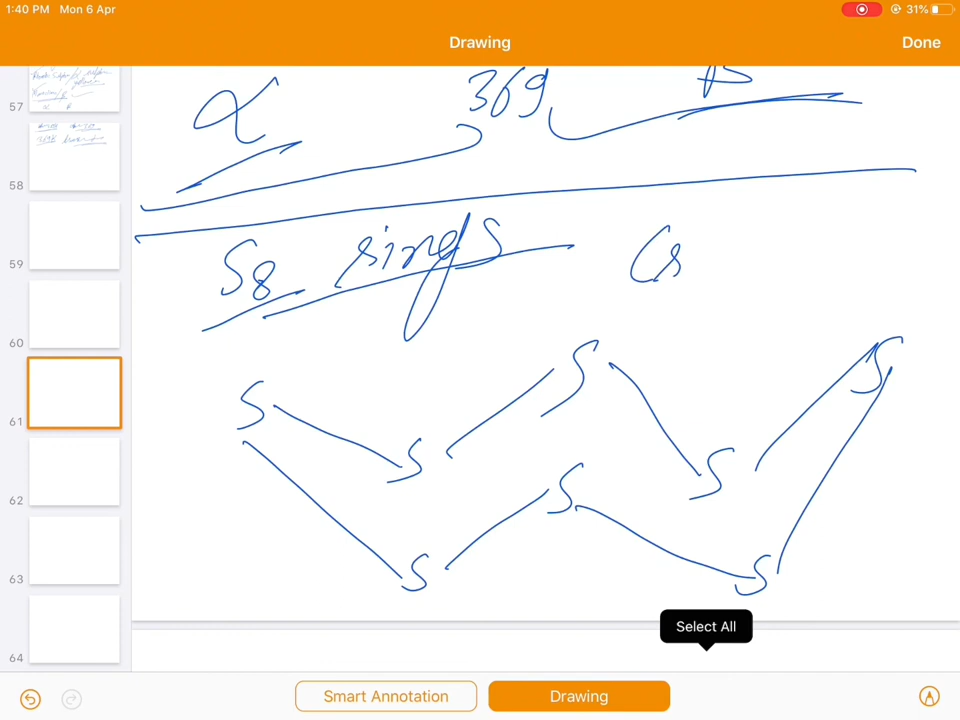 1:40 PM Mon 6 Apr
31%
Drawing
Done
57
58
59
60
61
62
63
64
α
369
β
S8 rings
S
S
S
S
S
S
S
S
Select All
Smart Annotation
Drawing